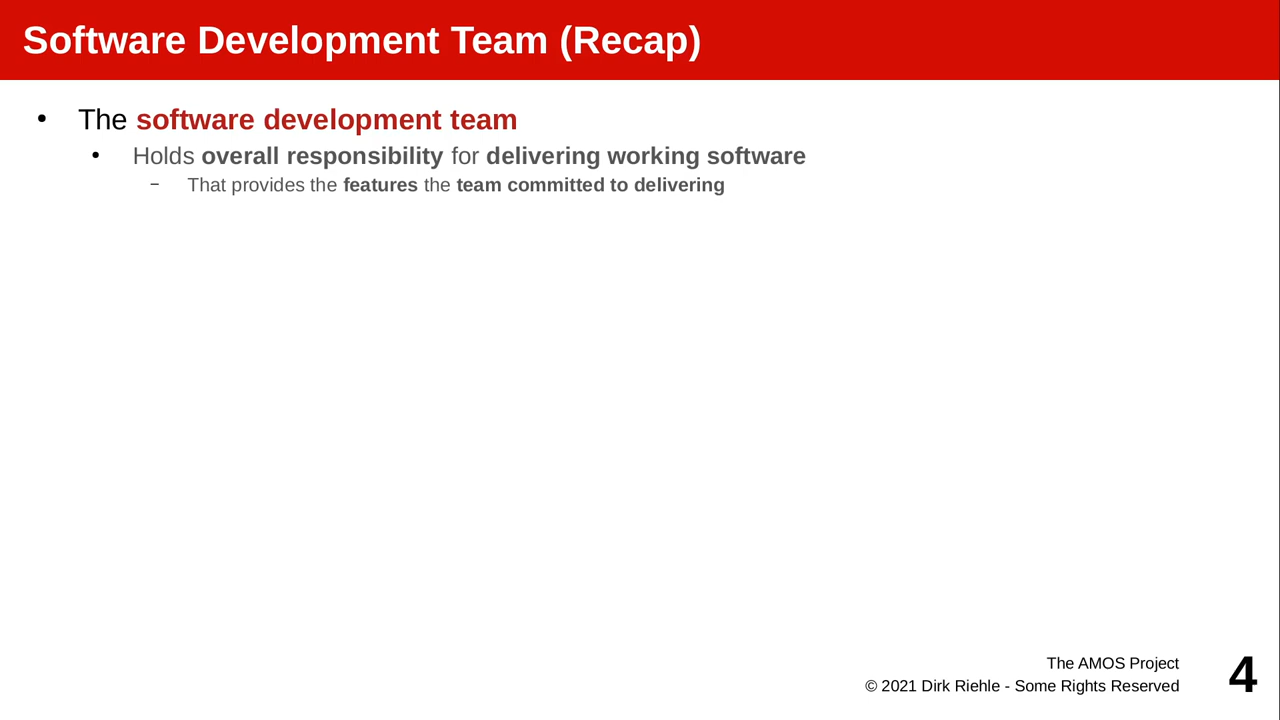 Software Development Team (Recap)
• The software development team
• Holds overall responsibility for delivering working software
– That provides the features the team committed to delivering
The AMOS Project
© 2021 Dirk Riehle - Some Rights Reserved
4